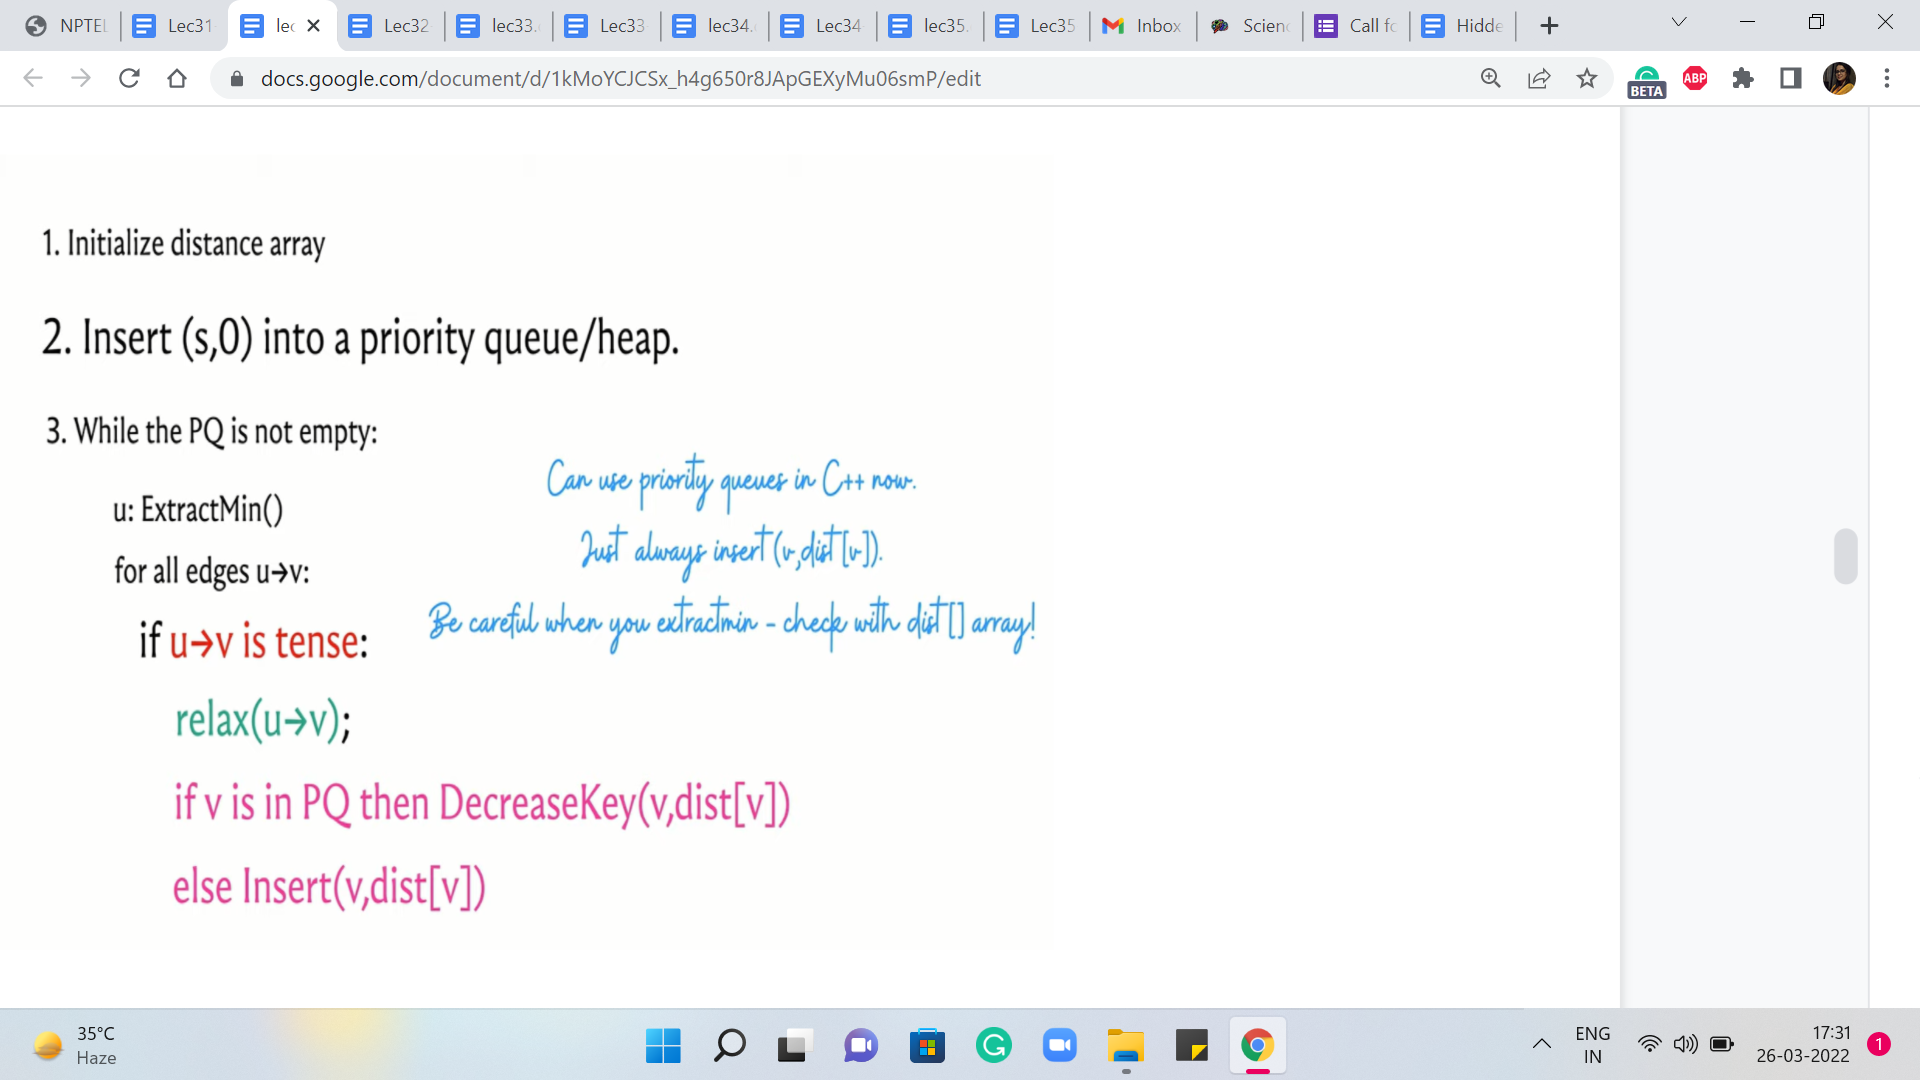 NPTEL
Lec31
lec
Lec32
lec33.
Lec33
lec34.
Lec34
lec35.
Lec35
Inbox
Scienc
Call fo
Hidde
docs.google.com/document/d/1kMoYCJCSx_h4g650r8JApGEXyMu06smP/edit
BETA
ABP
1. Initialize distance array
2. Insert (s,0) into a priority queue/heap.
3. While the PQ is not empty:
Can use priority queues in C++ now.
u: ExtractMin()
Just always insert (v,dist[v]).
for all edges u→v:
Be careful when you extractmin - check with dist[] array!
if u→v is tense:
relax(u→v);
if v is in PQ then DecreaseKey(v,dist[v])
else Insert(v,dist[v])
35°C
Haze
ENG
IN
17:31
26-03-2022
1